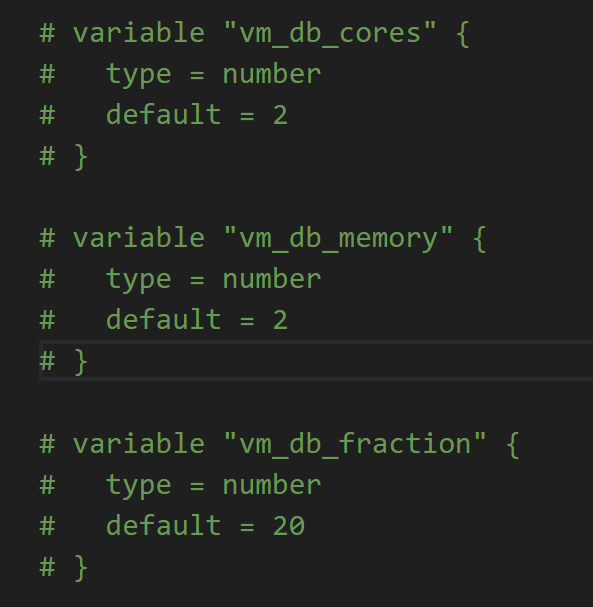 # variable "vm_db_cores" {
#   type = number
#   default = 2
# }
# variable "vm_db_memory" {
#   type = number
#   default = 2
# }
# variable "vm_db_fraction" {
#   type = number
#   default = 20
# }